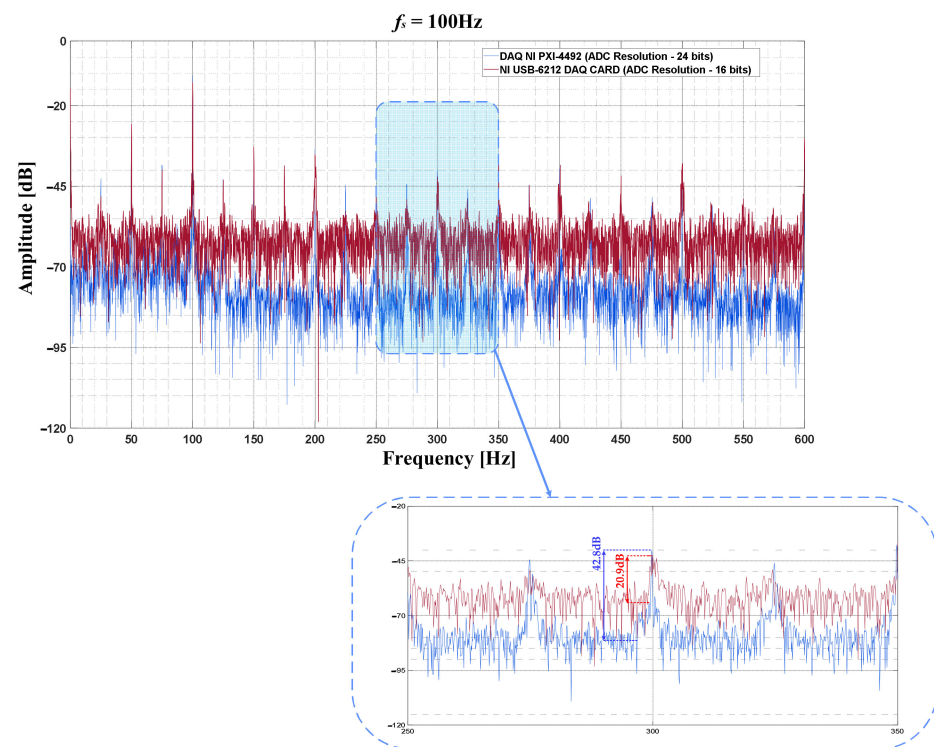 fs = 100Hz
DAQ NI PXI-4492 (ADC Resolution - 24 bits)
NI USB-6212 DAQ CARD (ADC Resolution - 16 bits)
Amplitude [dB]
0
−20
−45
−70
−95
−120
0 50 100 150 200 250 300 350 400 450 500 550 600
Frequency [Hz]
−20
−45
−70
−95
−120
42.8dB
20.9dB
250 300 350